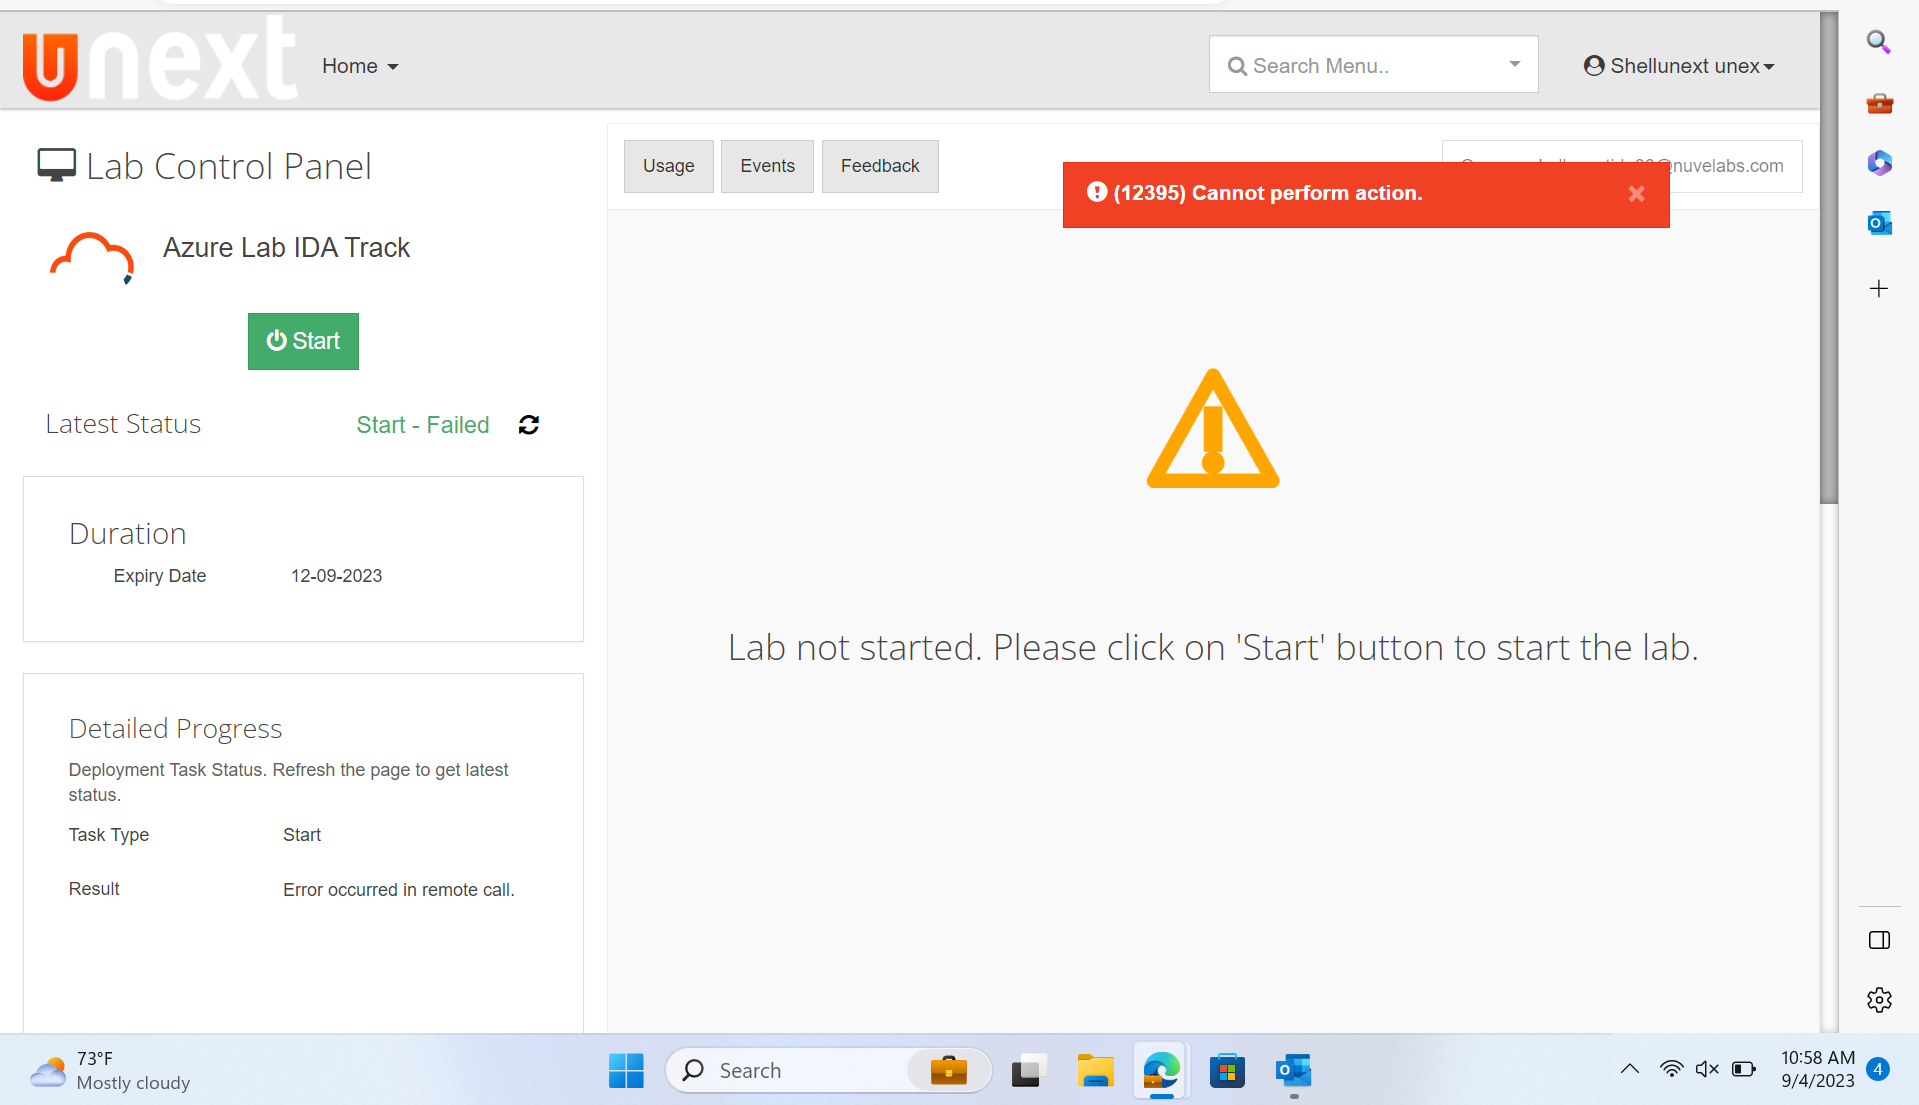 unext
Home
Search Menu..
Shellunext unex
Lab Control Panel
Usage
Events
Feedback
@nuvelabs.com
(12395) Cannot perform action.
Azure Lab IDA Track
Start
Latest Status
Start - Failed
Duration
Expiry Date
12-09-2023
Lab not started. Please click on 'Start' button to start the lab.
Detailed Progress
Deployment Task Status. Refresh the page to get latest
status.
Task Type
Start
Result
Error occurred in remote call.
73°F
Mostly cloudy
Search
10:58 AM
9/4/2023
4